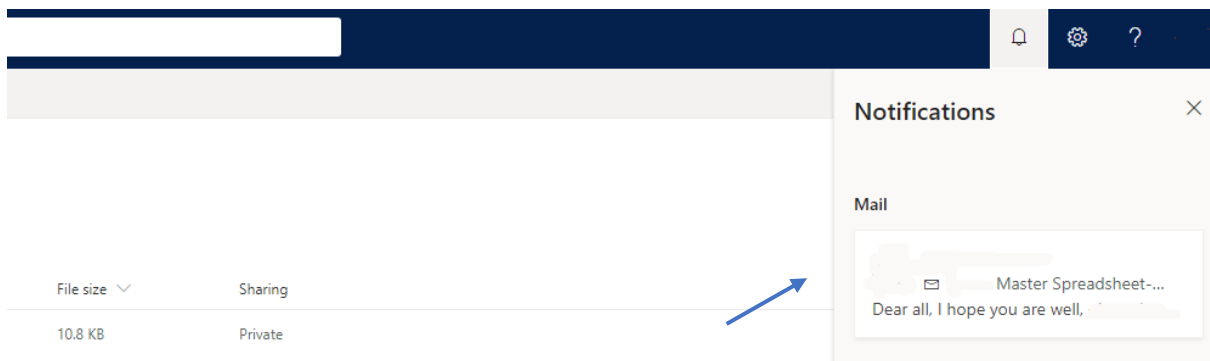 Notifications
Mail
Master Spreadsheet-...
Dear all, I hope you are well,
File size Sharing
10.8 KB Private